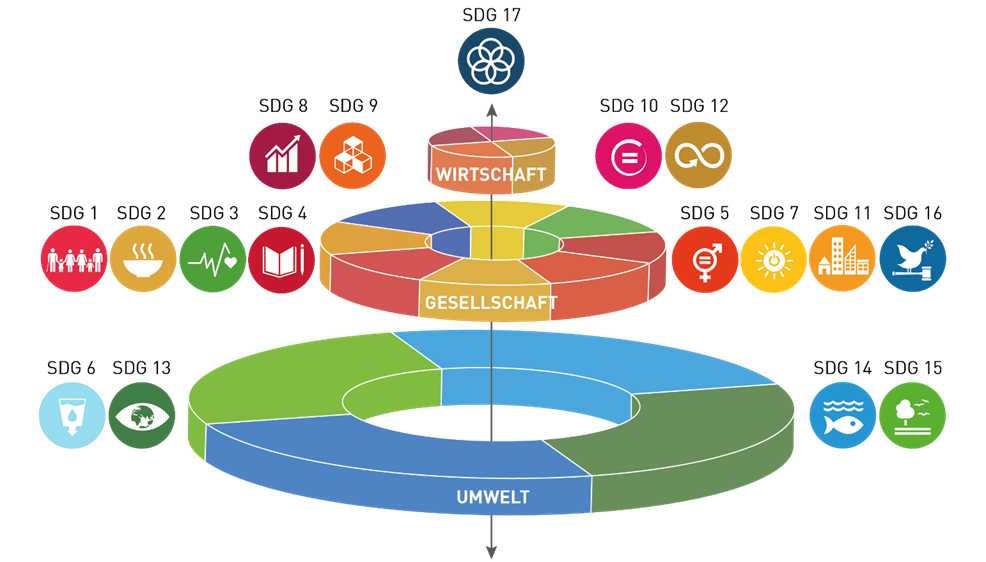 SDG 17
SDG 8 SDG 9 SDG 10 SDG 12
WIRTSCHAFT
SDG 1 SDG 2 SDG 3 SDG 4 SDG 5 SDG 7 SDG 11 SDG 16
GESELLSCHAFT
SDG 6 SDG 13 SDG 14 SDG 15
UMWELT